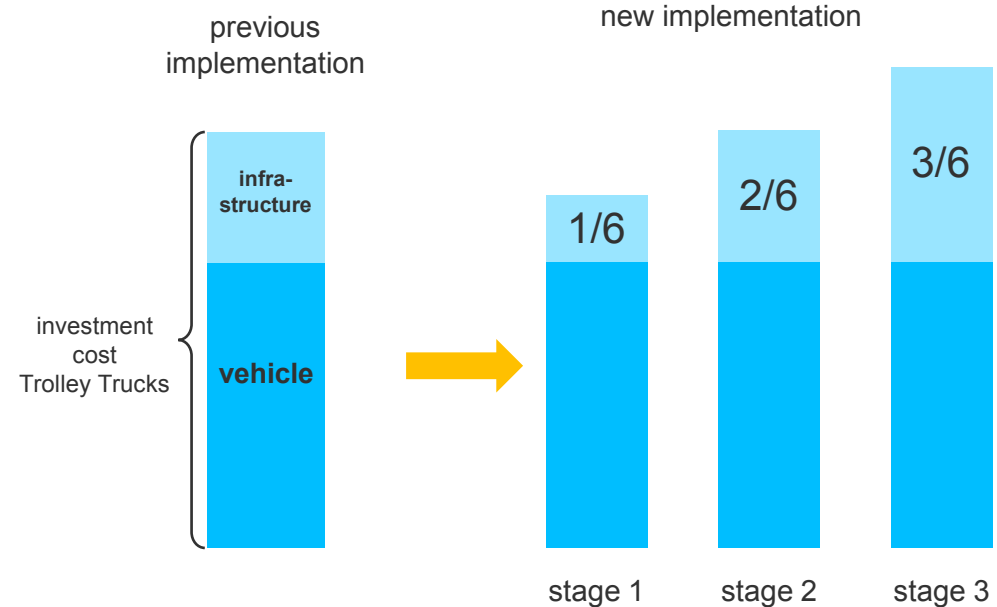 previous
implementation
new implementation
infra-
structure
vehicle
investment
cost
Trolley Trucks
1/6
2/6
3/6
stage 1
stage 2
stage 3